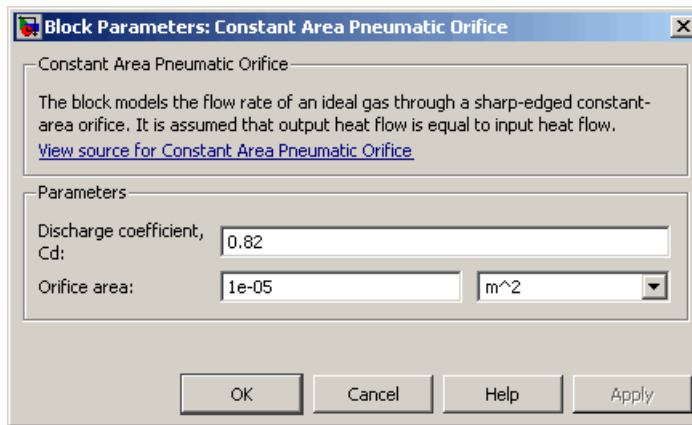 Block Parameters: Constant Area Pneumatic Orifice
Constant Area Pneumatic Orifice
The block models the flow rate of an ideal gas through a sharp-edged constant-
area orifice. It is assumed that output heat flow is equal to input heat flow.
View source for Constant Area Pneumatic Orifice
Parameters
Discharge coefficient,
Cd:
0.82
Orifice area:
1e-05
m^2
OK
Cancel
Help
Apply